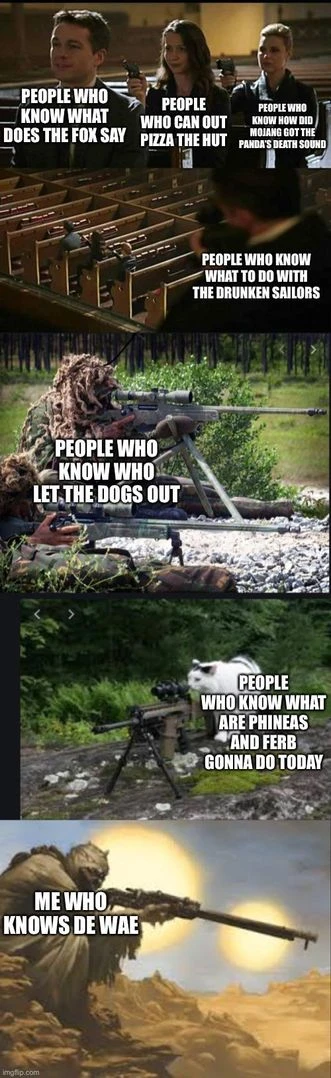 PEOPLE WHO
KNOW WHAT
DOES THE FOX SAY
PEOPLE
WHO CAN OUT
PIZZA THE HUT
PEOPLE WHO
KNOW HOW DID
MOJANG GOT THE
PANDA'S DEATH SOUND
PEOPLE WHO KNOW
WHAT TO DO WITH
THE DRUNKEN SAILORS
PEOPLE WHO
KNOW WHO
LET THE DOGS OUT
PEOPLE
WHO KNOW WHAT
ARE PHINEAS
AND FERB
GONNA DO TODAY
ME WHO
KNOWS DE WAE
imgflip.com